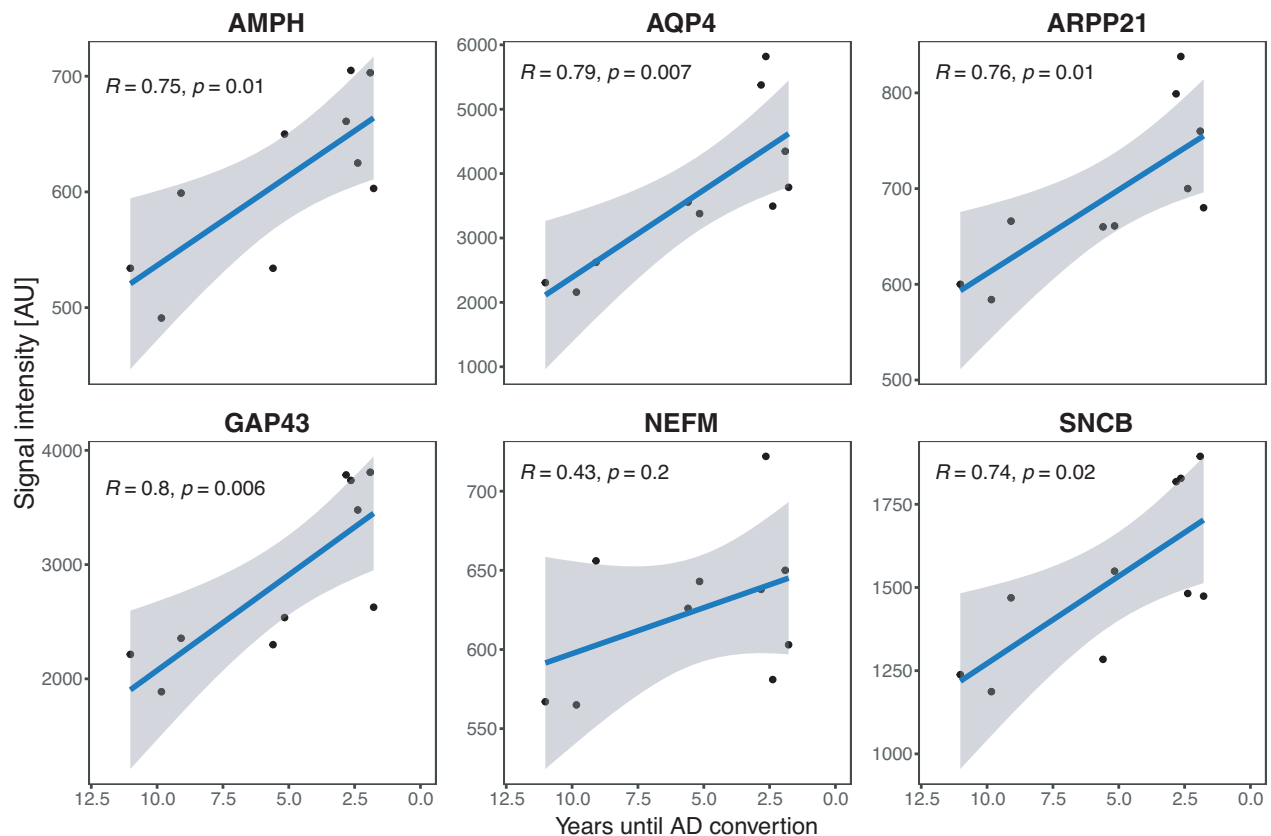 AMPH
AQP4
ARPP21
R = 0.75, p = 0.01
R = 0.79, p = 0.007
R = 0.76, p = 0.01
700
600
500
6000
5000
4000
3000
2000
1000
800
700
600
500
Signal intensity [AU]
GAP43
NEFM
SNCB
R = 0.8, p = 0.006
R = 0.43, p = 0.2
R = 0.74, p = 0.02
4000
3000
2000
700
650
600
550
1750
1500
1250
1000
12.5 10.0 7.5 5.0 2.5 0.0
12.5 10.0 7.5 5.0 2.5 0.0
12.5 10.0 7.5 5.0 2.5 0.0
Years until AD convertion